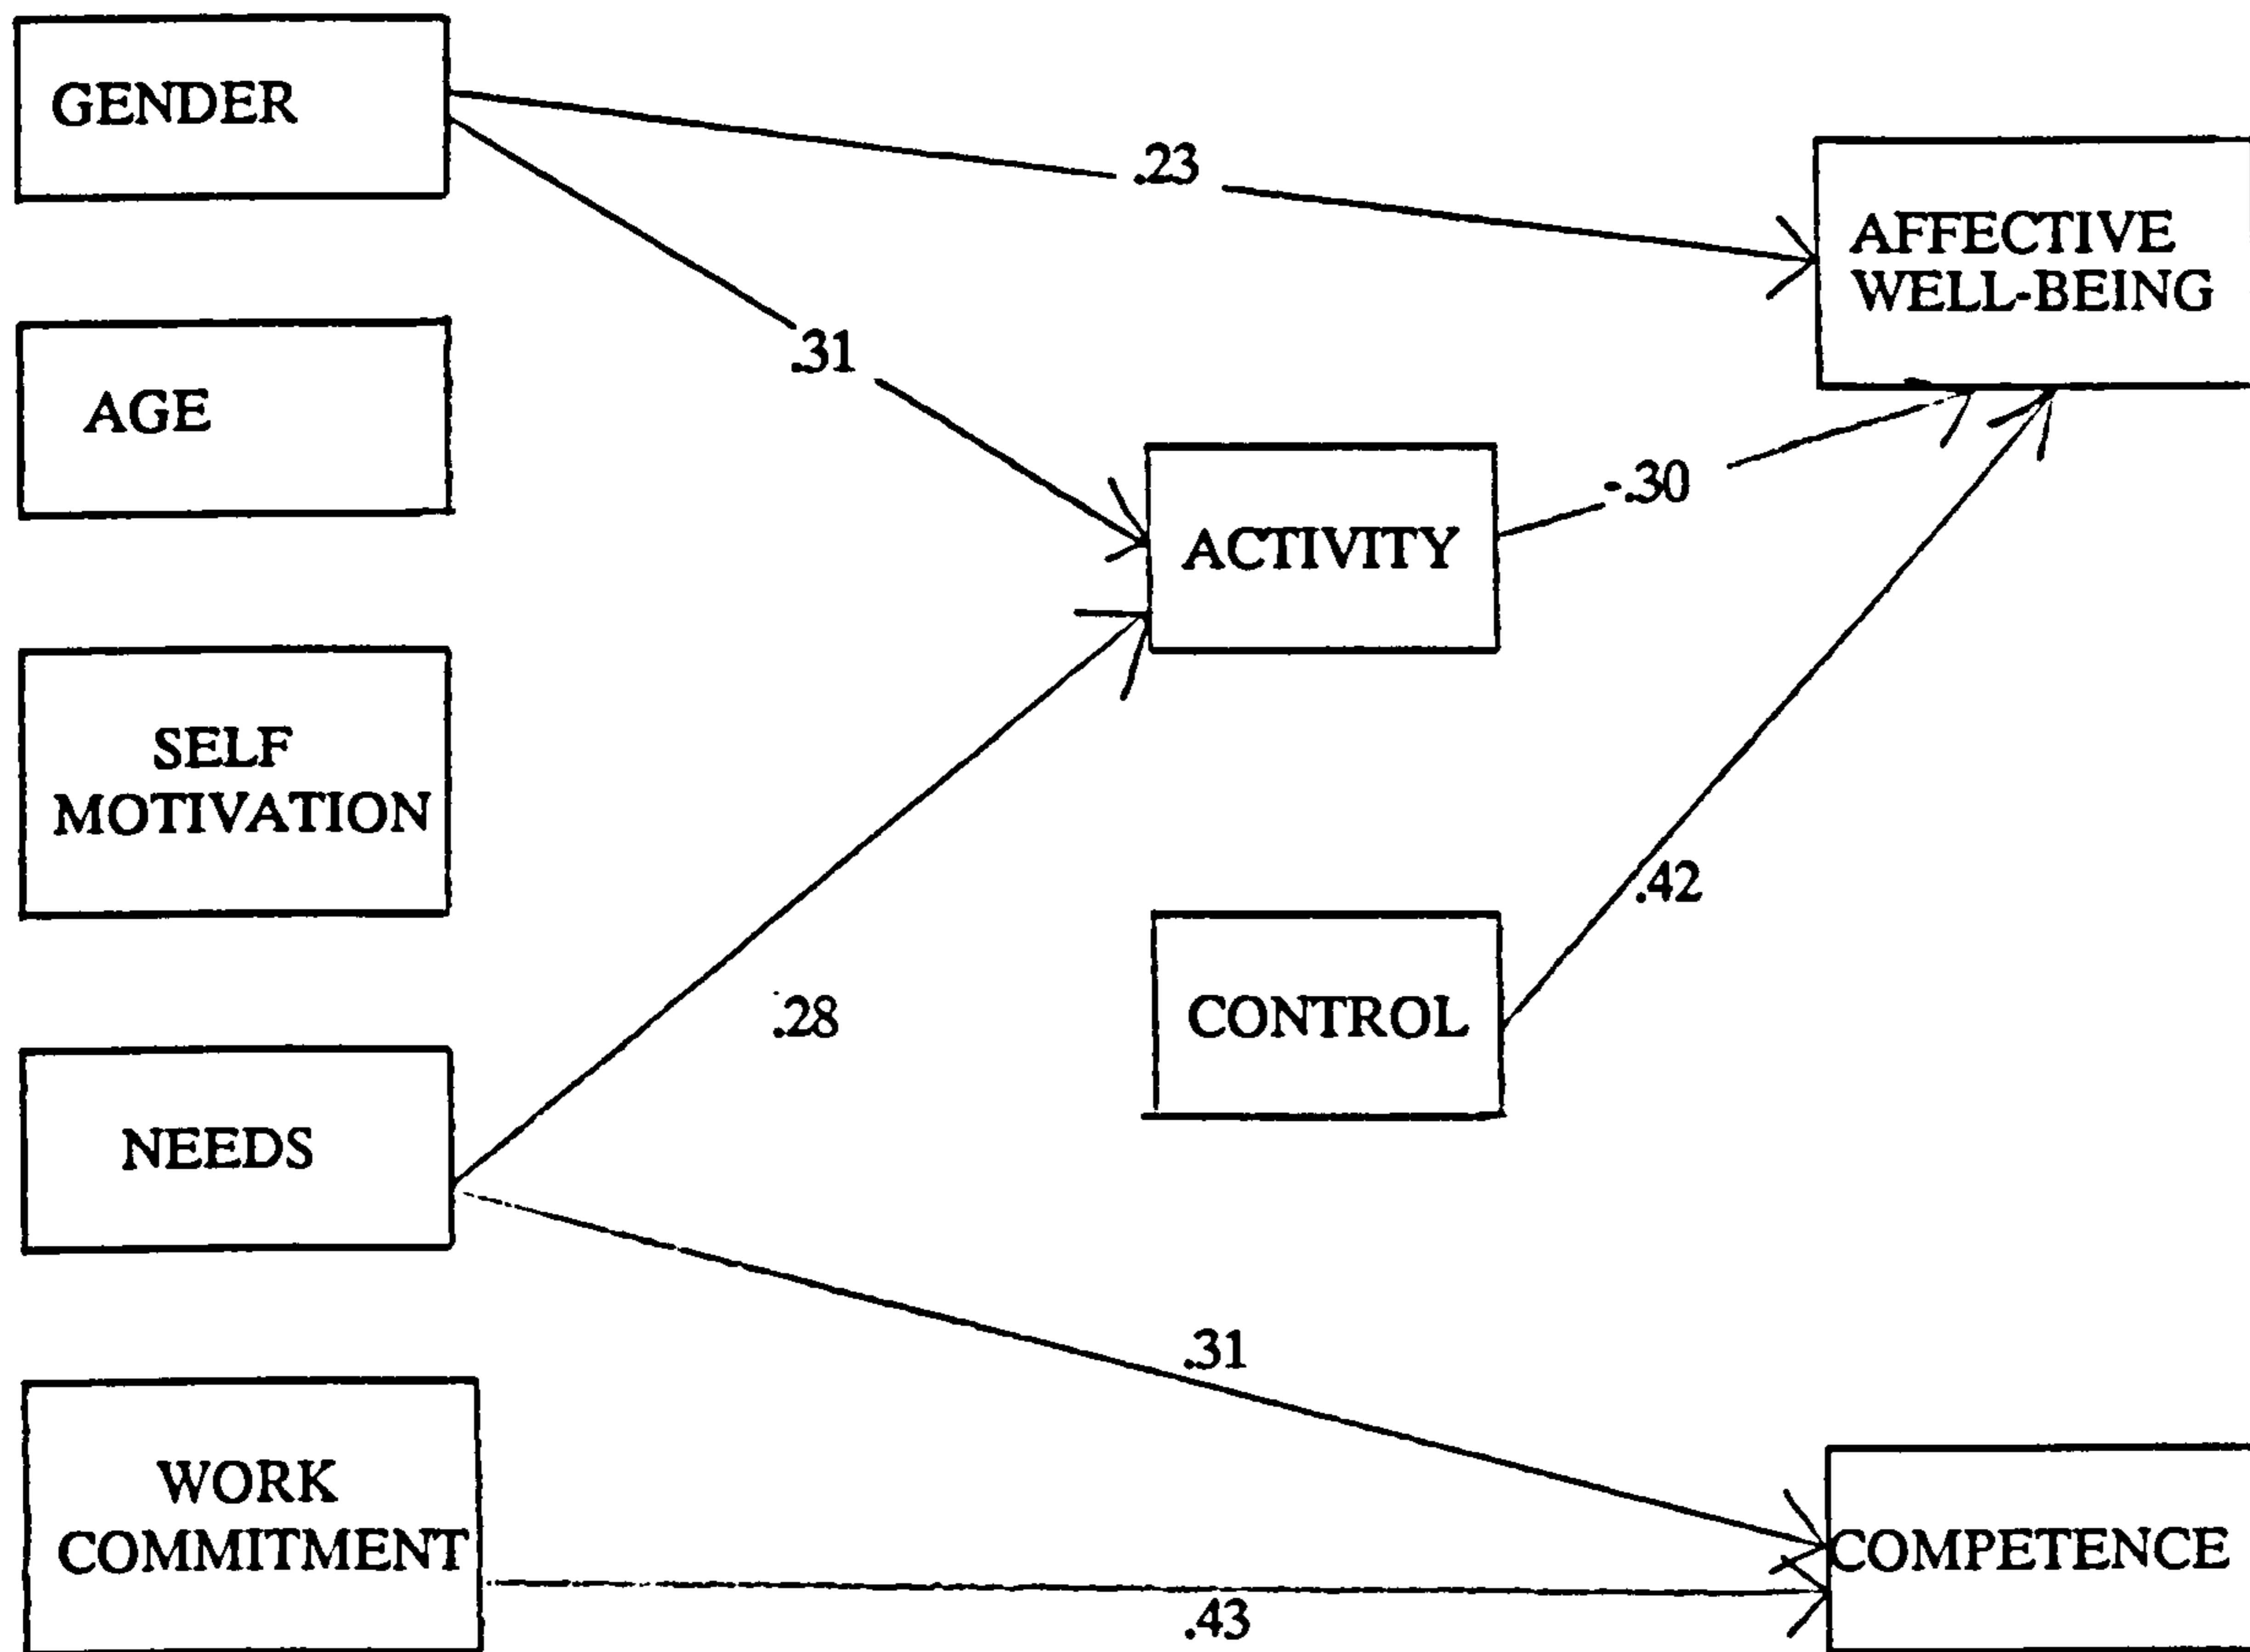 GENDER
.23
AFFECTIVE
WELL-BEING
.31
AGE
-.30
ACTIVITY
SELF
MOTIVATION
.42
.28
CONTROL
NEEDS
.31
WORK
COMMITMENT
COMPETENCE
.43